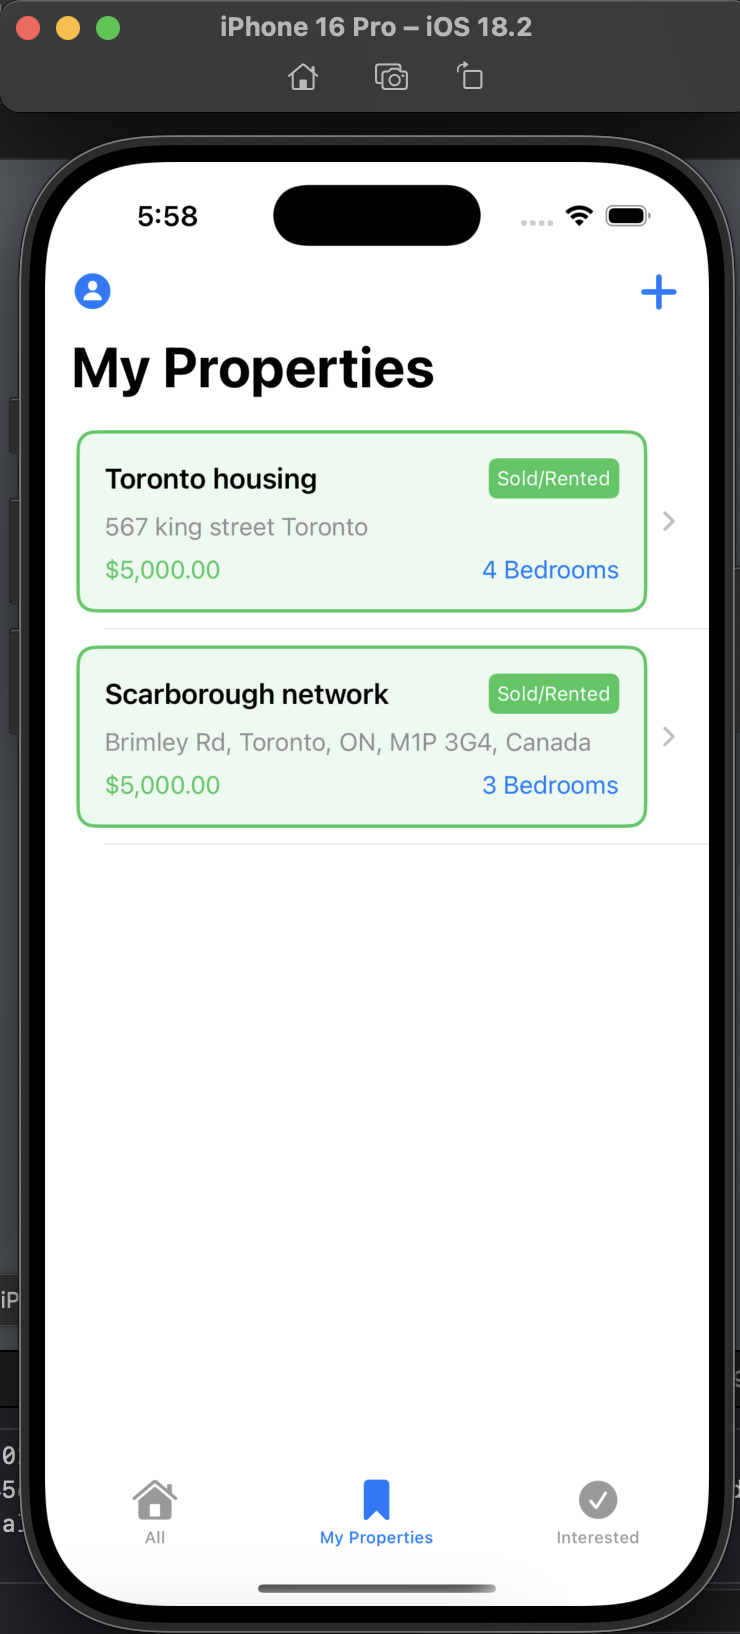 iPhone 16 Pro – iOS 18.2
5:58
My Properties
Toronto housing
Sold/Rented
567 king street Toronto
$5,000.00
4 Bedrooms
Scarborough network
Sold/Rented
Brimley Rd, Toronto, ON, M1P 3G4, Canada
$5,000.00
3 Bedrooms
All
My Properties
Interested